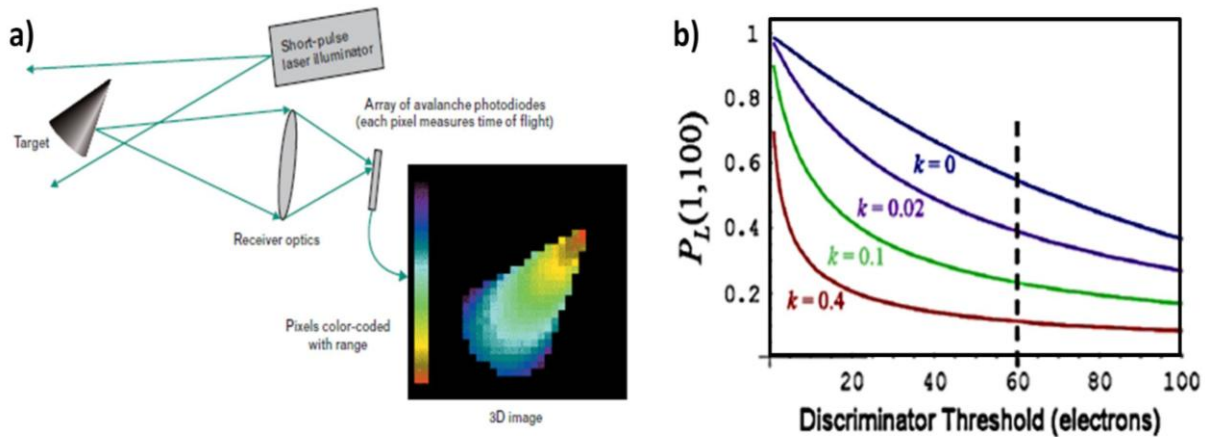 a)
Short-pulse
laser illuminator
Target
Array of avalanche photodiodes
(each pixel measures time of flight)
Receiver optics
Pixels color-coded
with range
3D image
b)
P_L(1,100)
1
0.8
0.6
0.4
0.2
k = 0
k = 0.02
k = 0.1
k = 0.4
20 40 60 80 100
Discriminator Threshold (electrons)